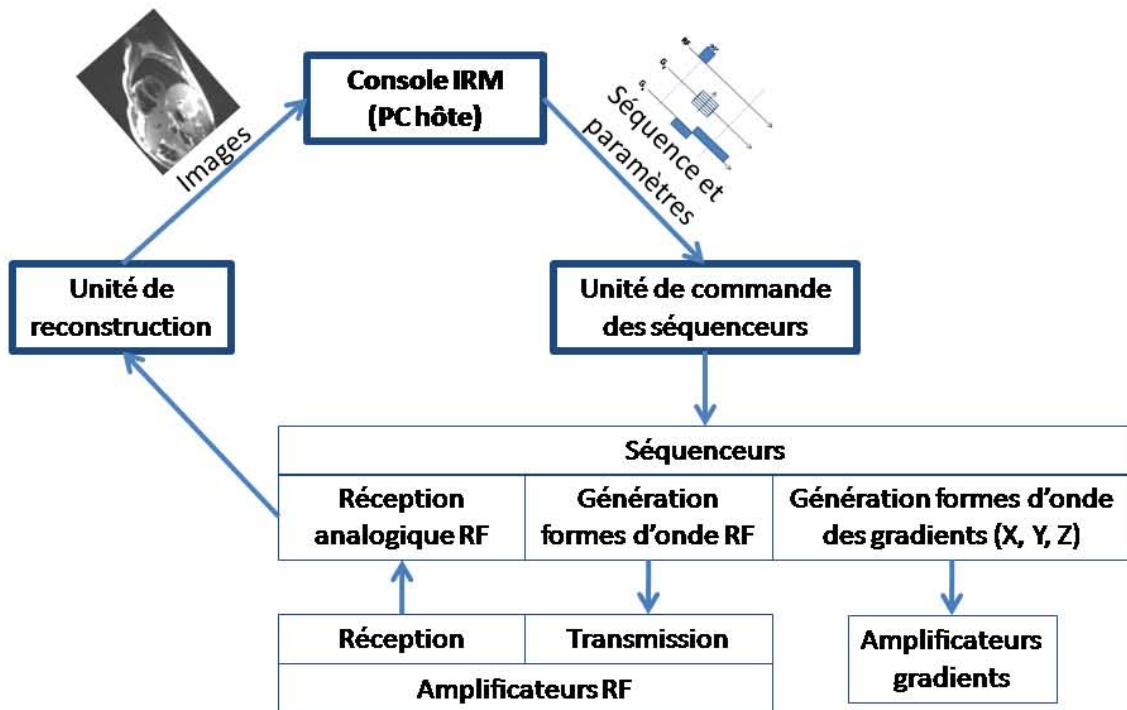 Console IRM
(PC hôte)
Images
Séquence et
paramètres
Unité de
reconstruction
Unité de commande
des séquenceurs
Séquenceurs
Réception
analogique RF
Génération
formes d'onde RF
Génération formes d'onde
des gradients (X, Y, Z)
Réception
Transmission
Amplificateurs RF
Amplificateurs
gradients